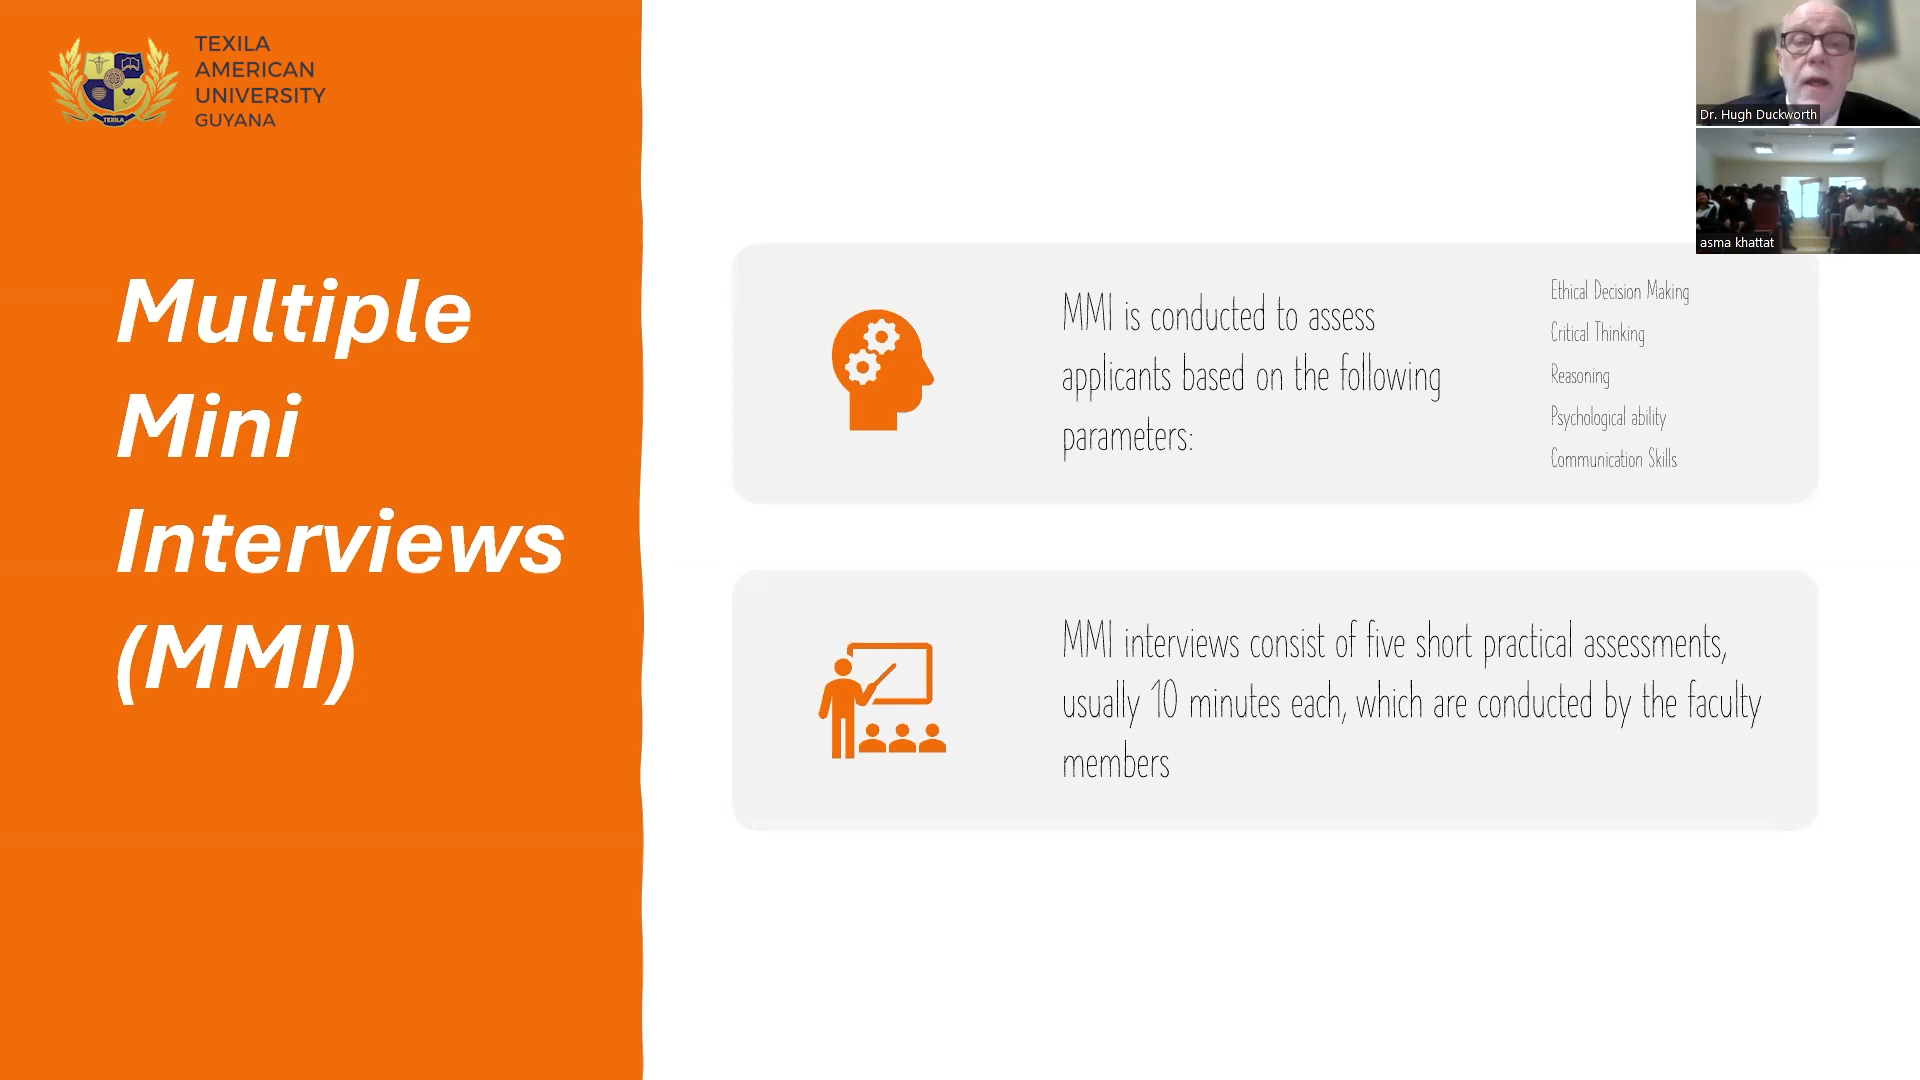 TEXILA
AMERICAN
UNIVERSITY
GUYANA
TEXILA
Multiple
Mini
Interviews
(MMI)
MMI is conducted to assess
applicants based on the following
parameters:
Ethical Decision Making
Critical Thinking
Reasoning
Psychological ability
Communication Skills
MMI interviews consist of five short practical assessments,
usually 10 minutes each, which are conducted by the faculty
members
Dr. Hugh Duckworth
asma khattat